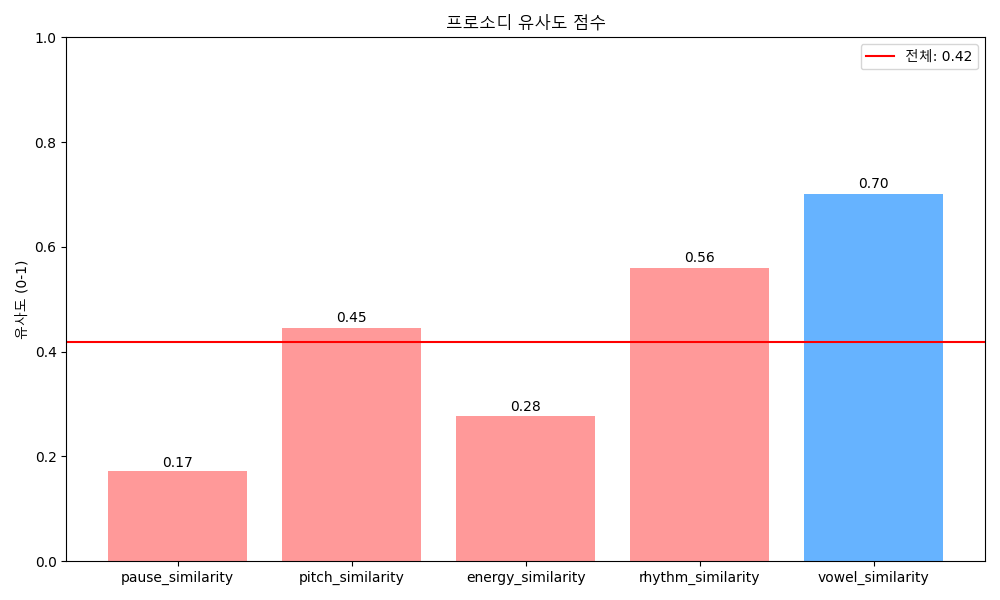 프로소디 유사도 점수
전체: 0.42
유사도 (0-1)
1.0
0.8
0.6
0.4
0.2
0.0
0.17
0.45
0.28
0.56
0.70
pause_similarity
pitch_similarity
energy_similarity
rhythm_similarity
vowel_similarity